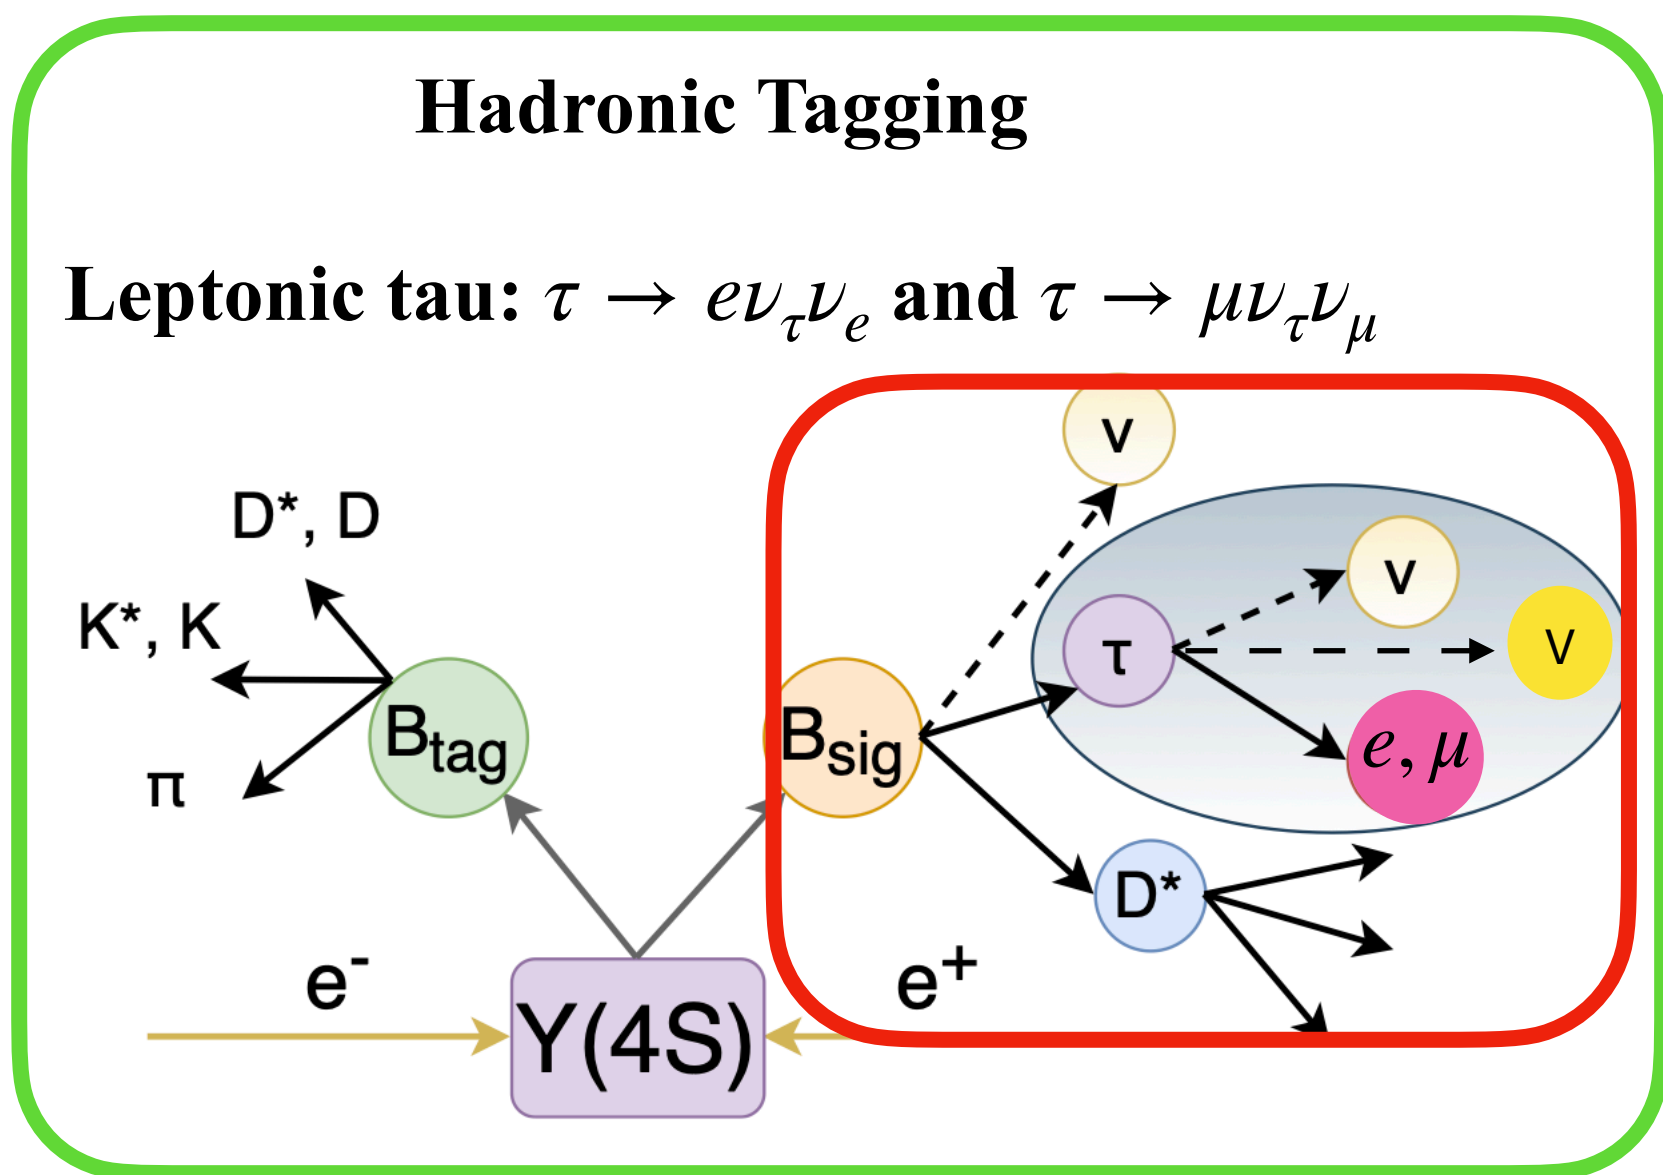 Hadronic Tagging
Leptonic tau: τ → eν_τν_e and τ → μν_τν_μ
ν
D*, D
ν
K*, K
τ
ν
B_tag
B_sig
e, μ
π
D*
e⁻
e⁺
Υ(4S)